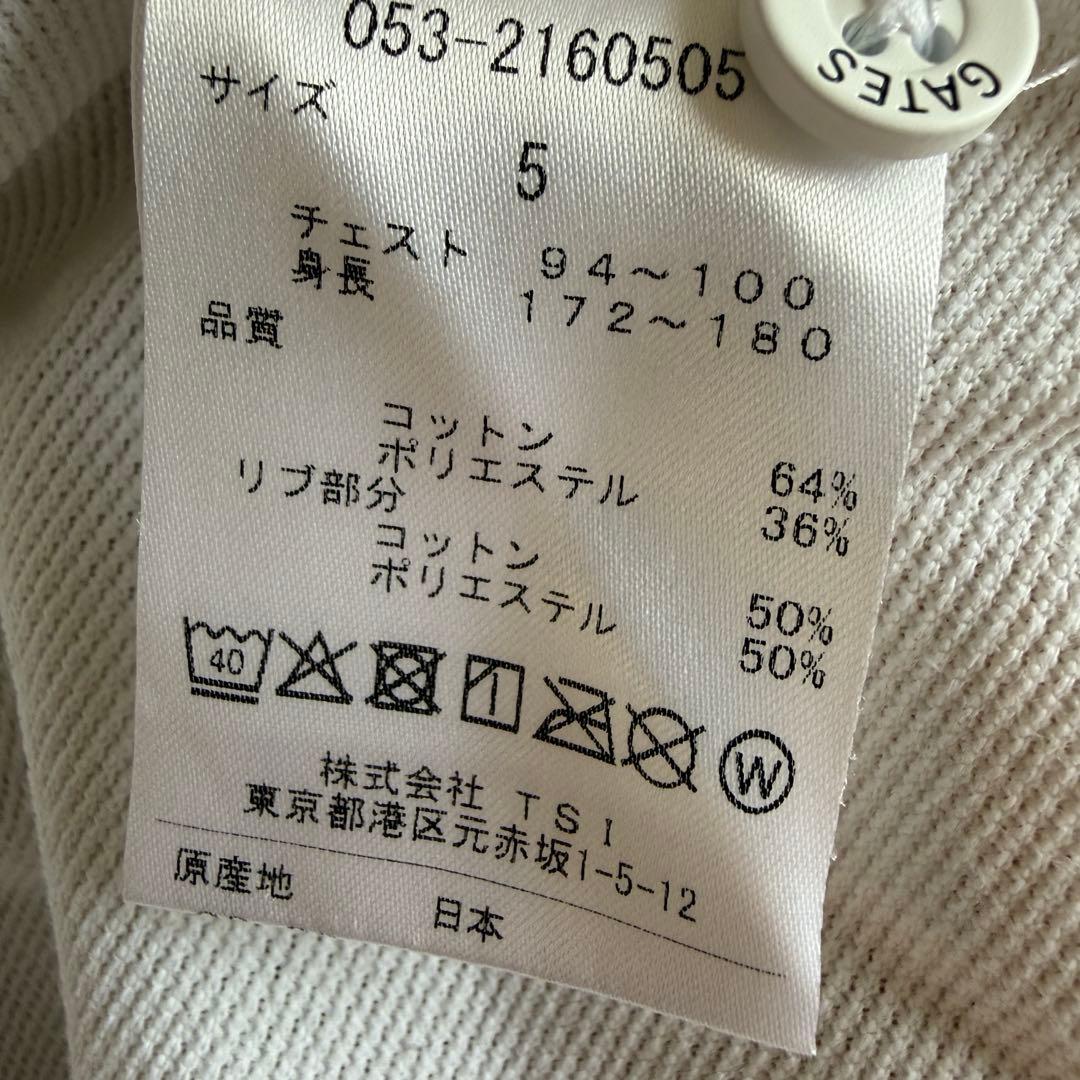 053-2160505
GATES
サイズ
5
チェスト 94～100
身長 172～180
品質
コットン 64%
ポリエステル 36%
リブ部分
コットン 50%
ポリエステル 50%
40
W
株式会社 TSI
東京都港区元赤坂1-5-12
原産地 日本